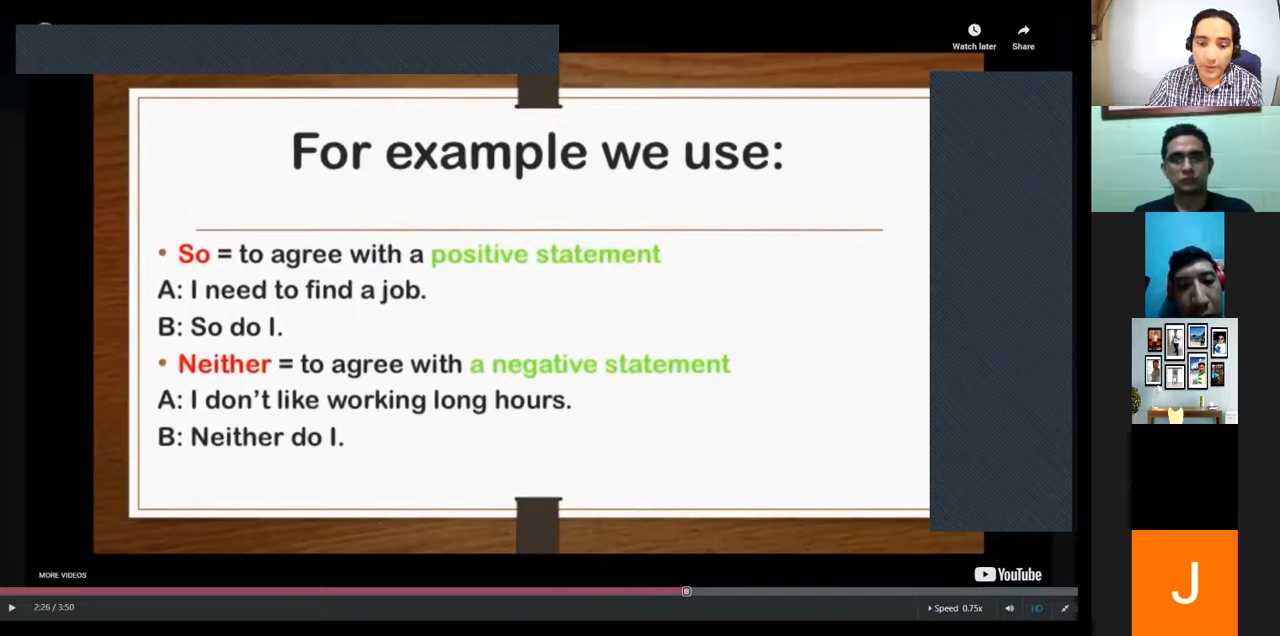 Watch later
Share
For example we use:
• So = to agree with a positive statement
A: I need to find a job.
B: So do I.
• Neither = to agree with a negative statement
A: I don't like working long hours.
B: Neither do I.
MORE VIDEOS
YouTube
2:26 / 3:50
Speed 0.75x
HD
J